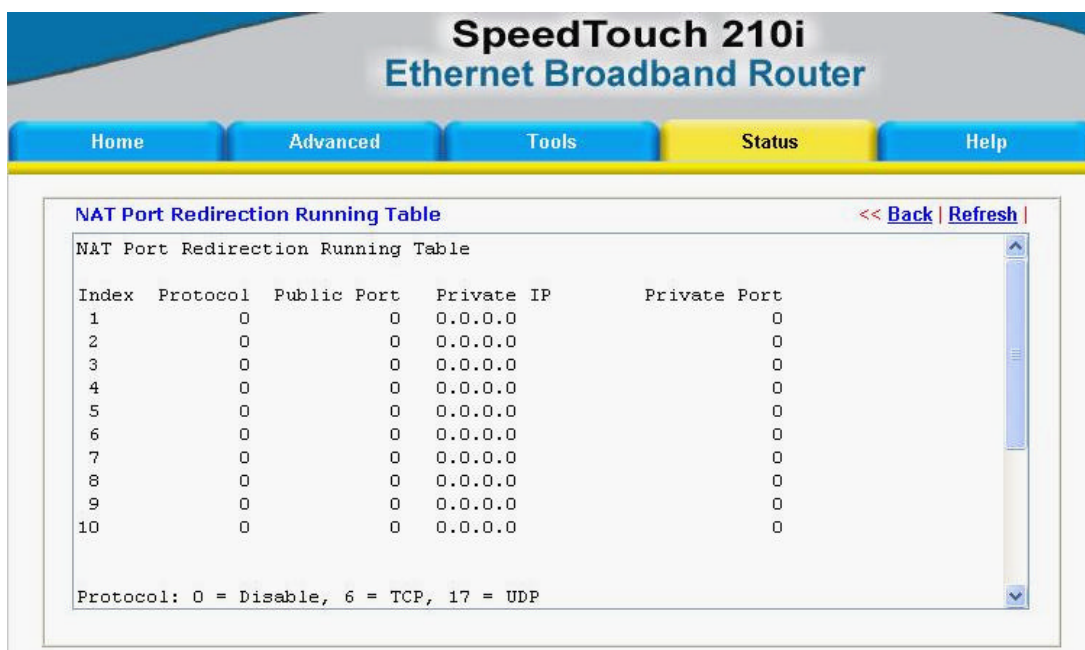 SpeedTouch 210i
Ethernet Broadband Router
Home Advanced Tools Status Help
NAT Port Redirection Running Table << Back | Refresh |
NAT Port Redirection Running Table
Index Protocol Public Port Private IP Private Port
1 0 0 0.0.0.0 0
2 0 0 0.0.0.0 0
3 0 0 0.0.0.0 0
4 0 0 0.0.0.0 0
5 0 0 0.0.0.0 0
6 0 0 0.0.0.0 0
7 0 0 0.0.0.0 0
8 0 0 0.0.0.0 0
9 0 0 0.0.0.0 0
10 0 0 0.0.0.0 0
Protocol: 0 = Disable, 6 = TCP, 17 = UDP